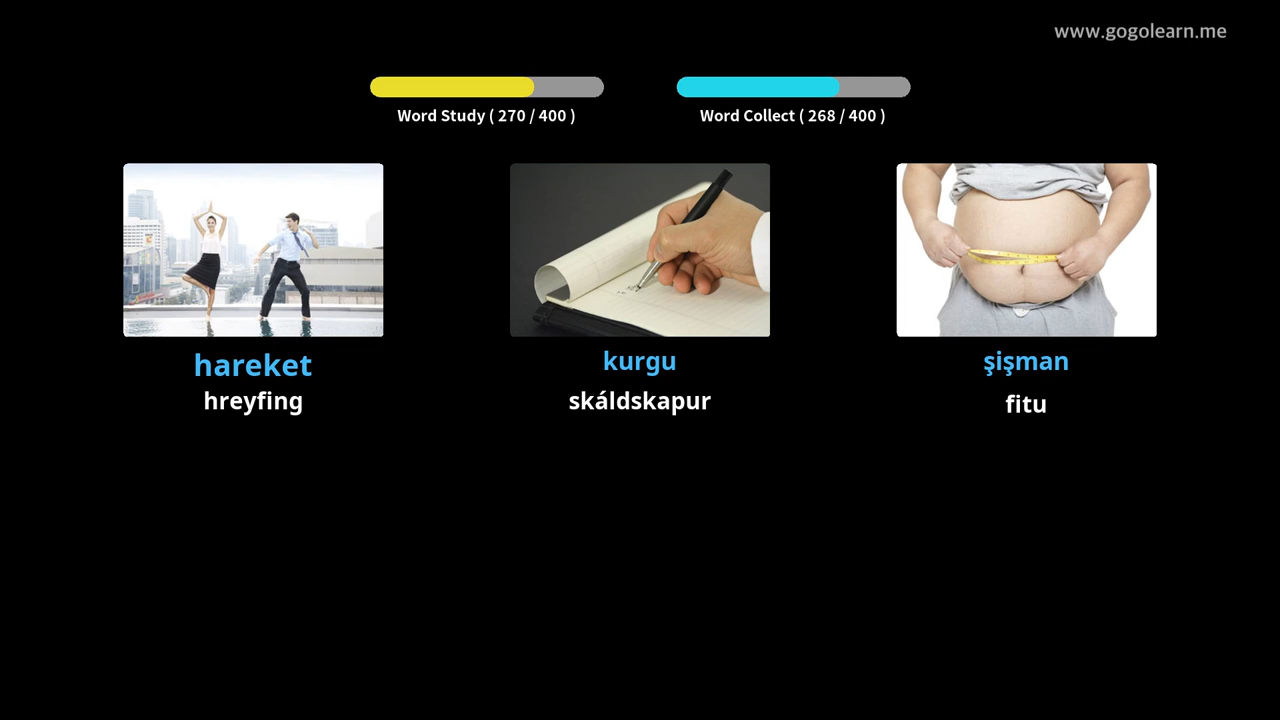 www.gogolearn.me
Word Study ( 270 / 400 )
Word Collect ( 268 / 400 )
hareket
hreyfing
kurgu
skáldskapur
şişman
fitu